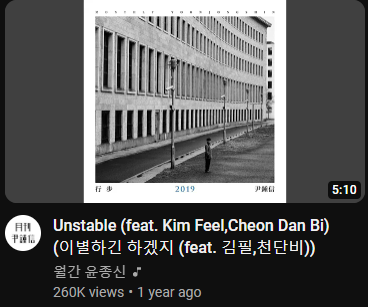 MONTHLY YOONJONGSHIN
行步 2019 尹鍾信
5:10
月刊
尹鍾信
Unstable (feat. Kim Feel,Cheon Dan Bi)
(이별하긴 하겠지 (feat. 김필,천단비))
월간 윤종신
260K views • 1 year ago